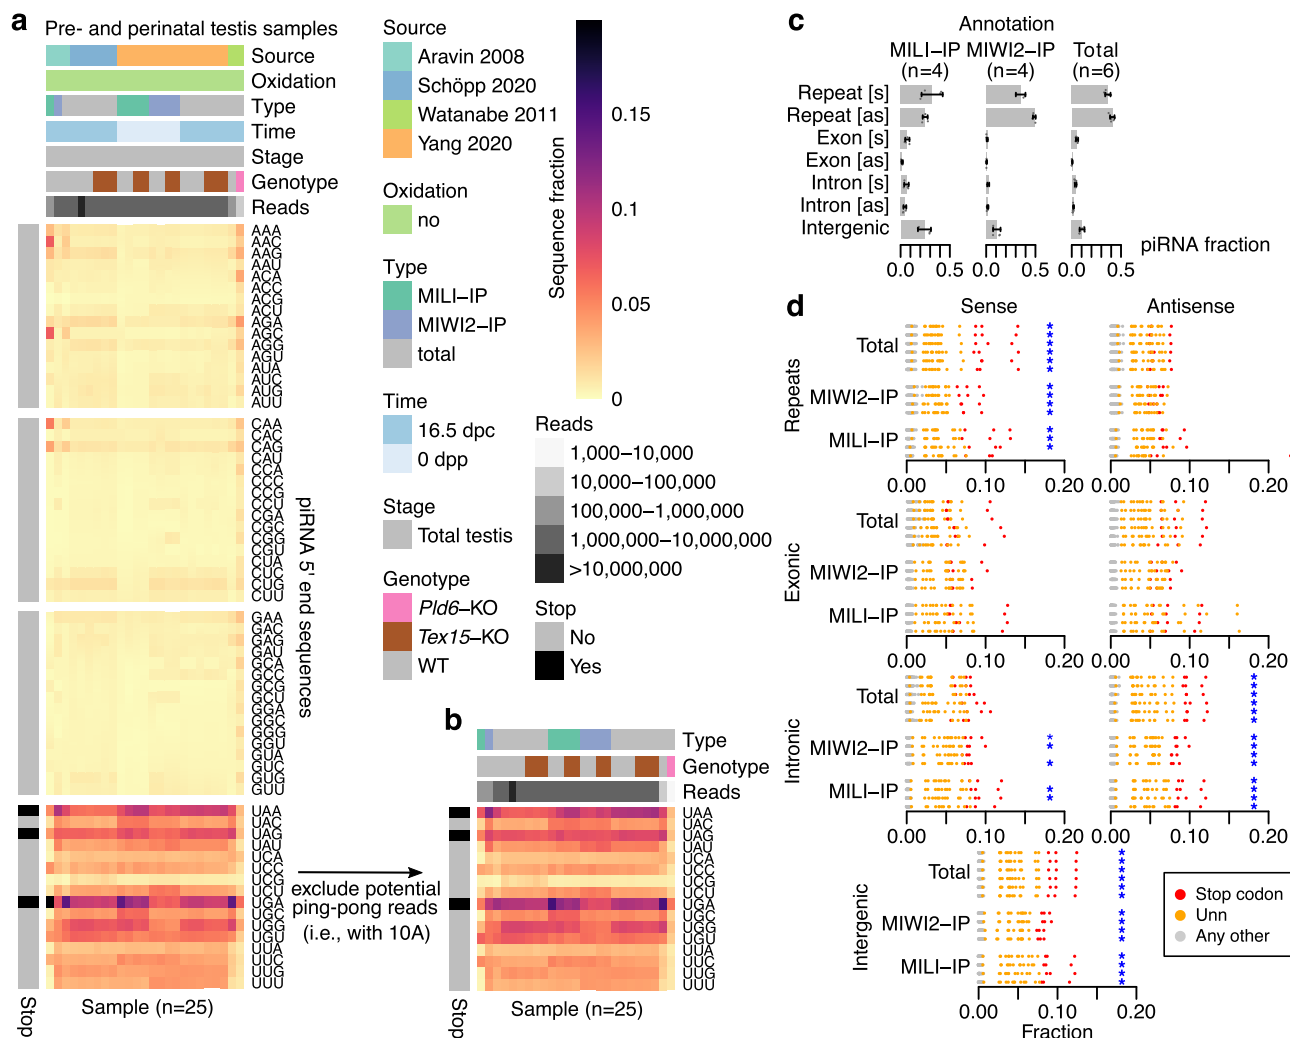 a
Pre- and perinatal testis samples
Source
Oxidation
Type
Time
Stage
Genotype
Reads
AAA
AAC
AAG
AAU
ACA
ACC
ACG
ACU
AGA
AGC
AGG
AGU
AUA
AUC
AUG
AUU
CAA
CAC
CAG
CAU
CCA
CCC
CCG
CCU
CGA
CGC
CGG
CGU
CUA
CUC
CUG
CUU
GAA
GAC
GAG
GAU
GCA
GCC
GCG
GCU
GGA
GGC
GGG
GGU
GUA
GUC
GUG
GUU
UAA
UAC
UAG
UAU
UCA
UCC
UCG
UCU
UGA
UGC
UGG
UGU
UUA
UUC
UUG
UUU
piRNA 5' end sequences
Stop
Sample (n=25)
Source
Aravin 2008
Schöpp 2020
Watanabe 2011
Yang 2020
Oxidation
no
Type
MILI–IP
MIWI2–IP
total
Time
16.5 dpc
0 dpp
Stage
Total testis
Genotype
Pld6–KO
Tex15–KO
WT
Sequence fraction
0.15
0.1
0.05
0
Reads
1,000–10,000
10,000–100,000
100,000–1,000,000
1,000,000–10,000,000
>10,000,000
Stop
No
Yes
exclude potential
ping-pong reads
(i.e., with 10A)
b
Type
Genotype
Reads
UAA
UAC
UAG
UAU
UCA
UCC
UCG
UCU
UGA
UGC
UGG
UGU
UUA
UUC
UUG
UUU
Stop
Sample (n=25)
c
Annotation
MILI–IP MIWI2–IP Total
(n=4) (n=4) (n=6)
Repeat [s]
Repeat [as]
Exon [s]
Exon [as]
Intron [s]
Intron [as]
Intergenic
0.0 0.5 0.0 0.5 0.0 0.5
piRNA fraction
d
Sense Antisense
Repeats
Total
MIWI2–IP
MILI–IP
0.00 0.10 0.20 0.00 0.10 0.20
Exonic
Total
MIWI2–IP
MILI–IP
0.00 0.10 0.20 0.00 0.10 0.20
Intronic
Total
MIWI2–IP
MILI–IP
0.00 0.10 0.20 0.00 0.10 0.20
Intergenic
Total
MIWI2–IP
MILI–IP
0.00 0.10 0.20
Fraction
Stop codon
Unn
Any other